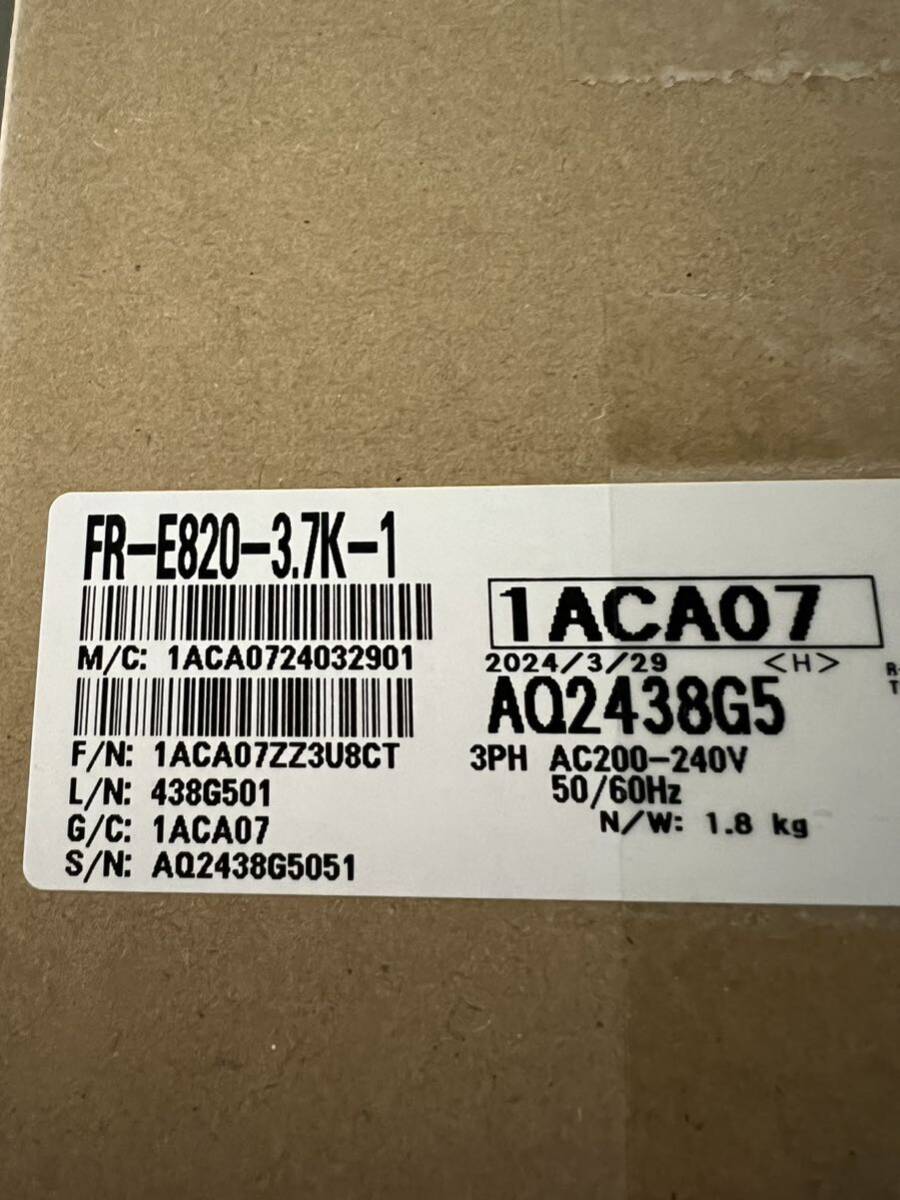 FR-E820-3.7K-1
M/C: 1ACA0724032901
F/N: 1ACA07ZZ3U8CT
L/N: 438G501
G/C: 1ACA07
S/N: AQ2438G5051
1ACA07
2024/3/29 <H>
AQ2438G5
3PH AC200-240V
50/60Hz
N/W: 1.8 kg